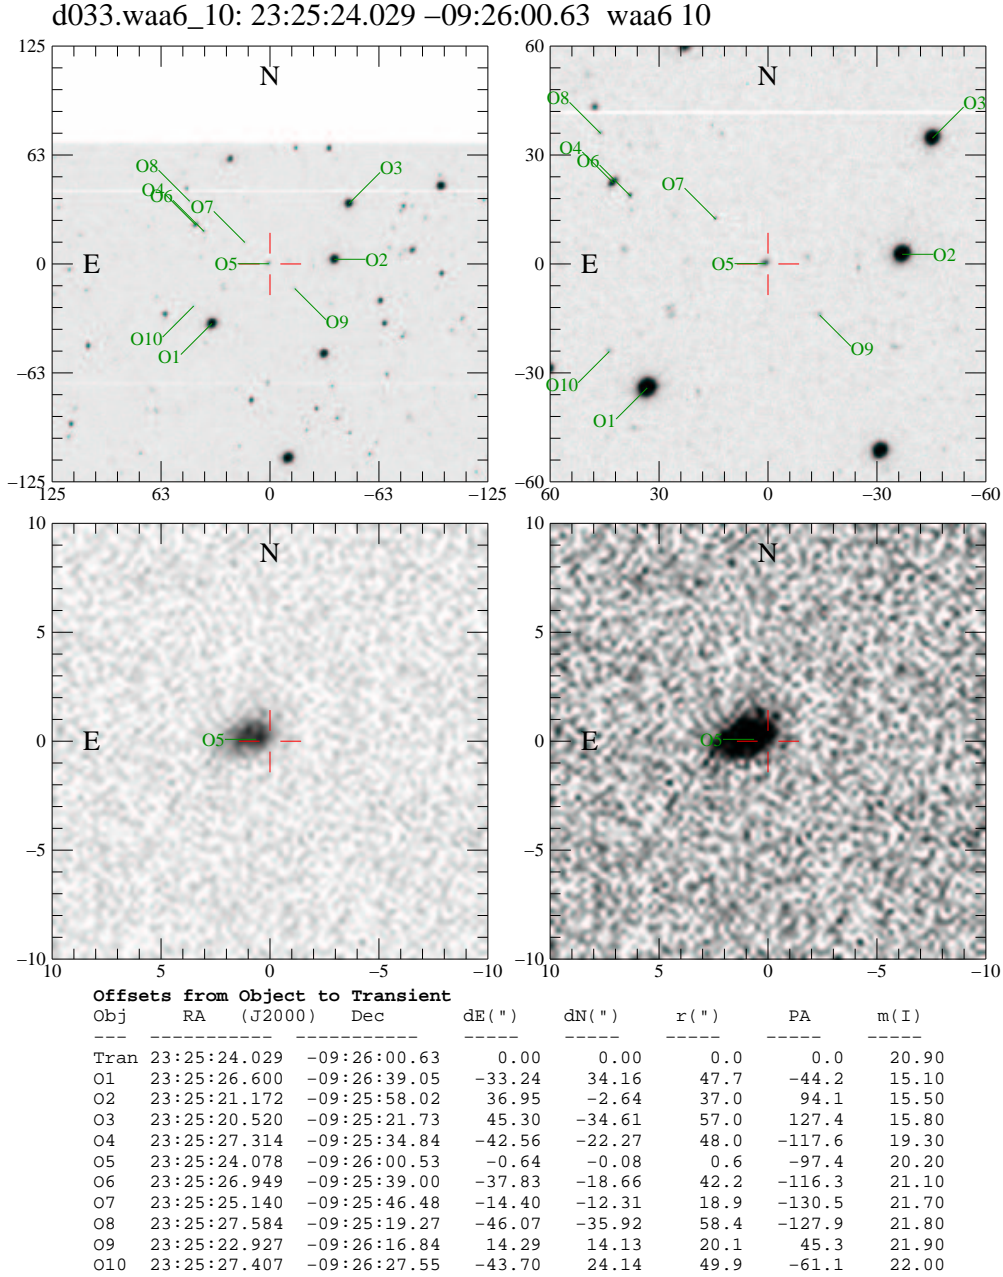 d033.waa6_10: 23:25:24.029 −09:26:00.63 waa6 10
125
63
0
−63
−125
125
63
0
−63
−125
N
E
O8
O4
O6
O7
O3
O5
O2
O9
O10
O1
60
30
0
−30
−60
60
30
0
−30
−60
N
E
O8
O4
O6
O7
O3
O5
O2
O9
O10
O1
10
5
0
−5
−10
10
5
0
−5
−10
N
E
O5
10
5
0
−5
−10
10
5
0
−5
−10
N
E
O5
Offsets from Object to Transient
Obj RA (J2000) Dec dE(") dN(") r(") PA m(I)
--- ----------- ----------- ----- ----- ----- ----- -----
Tran 23:25:24.029 −09:26:00.63 0.00 0.00 0.0 0.0 20.90
O1 23:25:26.600 −09:26:39.05 −33.24 34.16 47.7 −44.2 15.10
O2 23:25:21.172 −09:25:58.02 36.95 −2.64 37.0 94.1 15.50
O3 23:25:20.520 −09:25:21.73 45.30 −34.61 57.0 127.4 15.80
O4 23:25:27.314 −09:25:34.84 −42.56 −22.27 48.0 −117.6 19.30
O5 23:25:24.078 −09:26:00.53 −0.64 −0.08 0.6 −97.4 20.20
O6 23:25:26.949 −09:25:39.00 −37.83 −18.66 42.2 −116.3 21.10
O7 23:25:25.140 −09:25:46.48 −14.40 −12.31 18.9 −130.5 21.70
O8 23:25:27.584 −09:25:19.27 −46.07 −35.92 58.4 −127.9 21.80
O9 23:25:22.927 −09:26:16.84 14.29 14.13 20.1 45.3 21.90
O10 23:25:27.407 −09:26:27.55 −43.70 24.14 49.9 −61.1 22.00